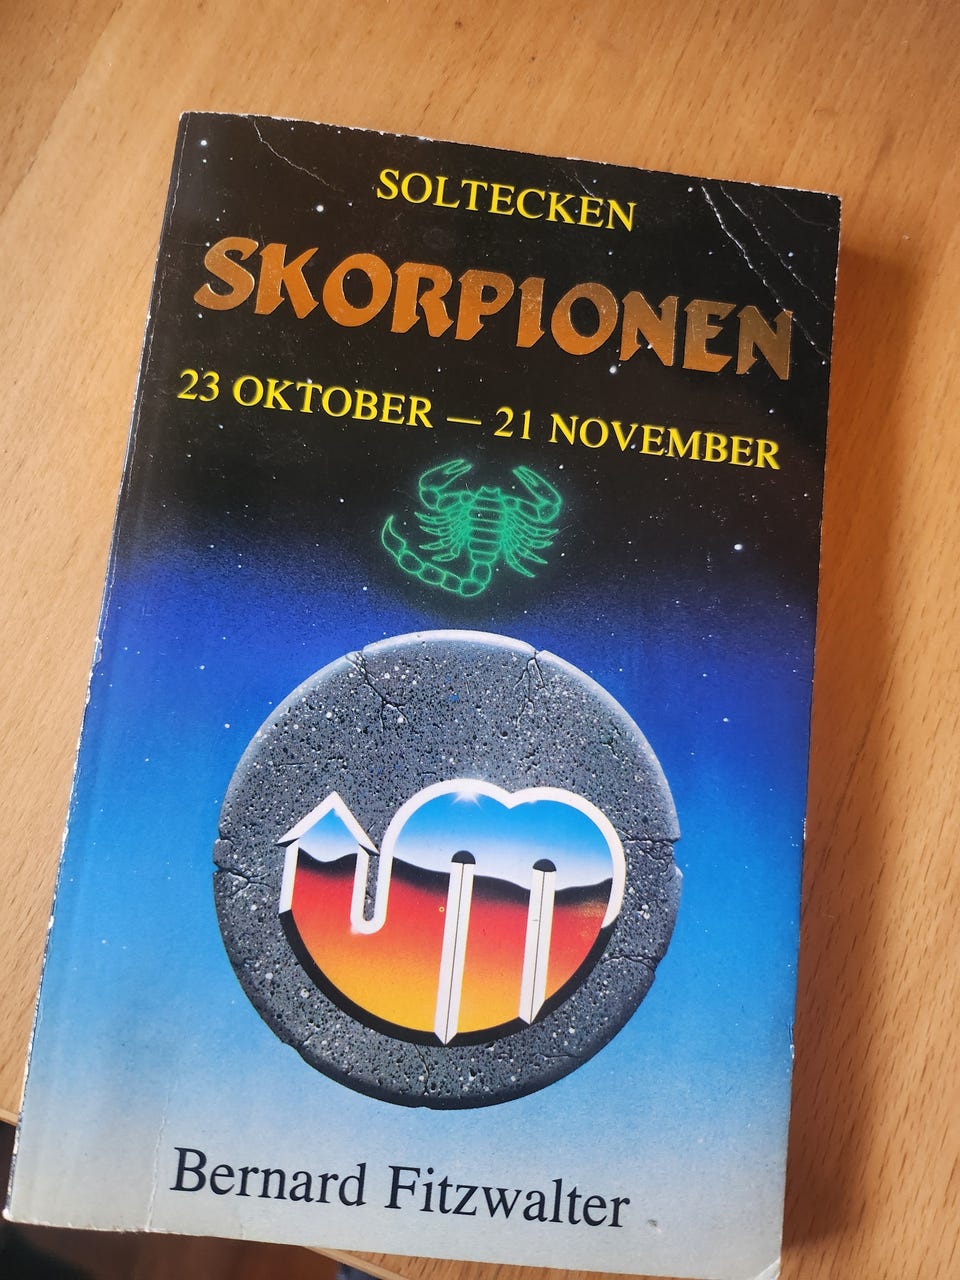 SOLTECKEN
SKORPIONEN
23 OKTOBER — 21 NOVEMBER
Bernard Fitzwalter